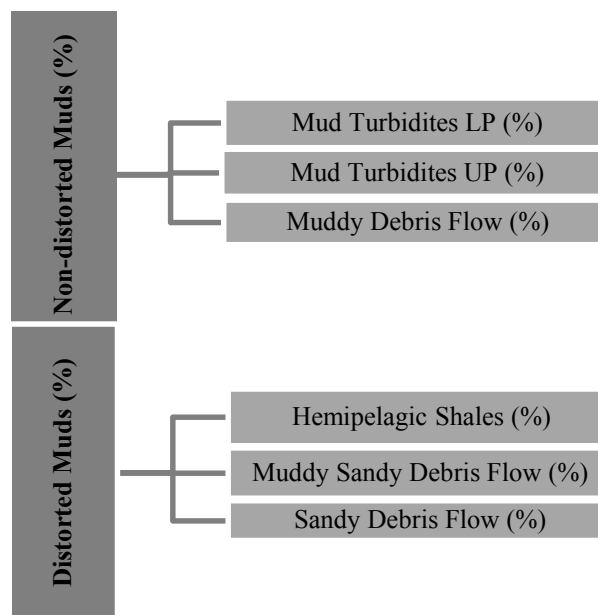 Non-distorted Muds (%)
Mud Turbidites LP (%)
Mud Turbidites UP (%)
Muddy Debris Flow (%)
Distorted Muds (%)
Hemipelagic Shales (%)
Muddy Sandy Debris Flow (%)
Sandy Debris Flow (%)